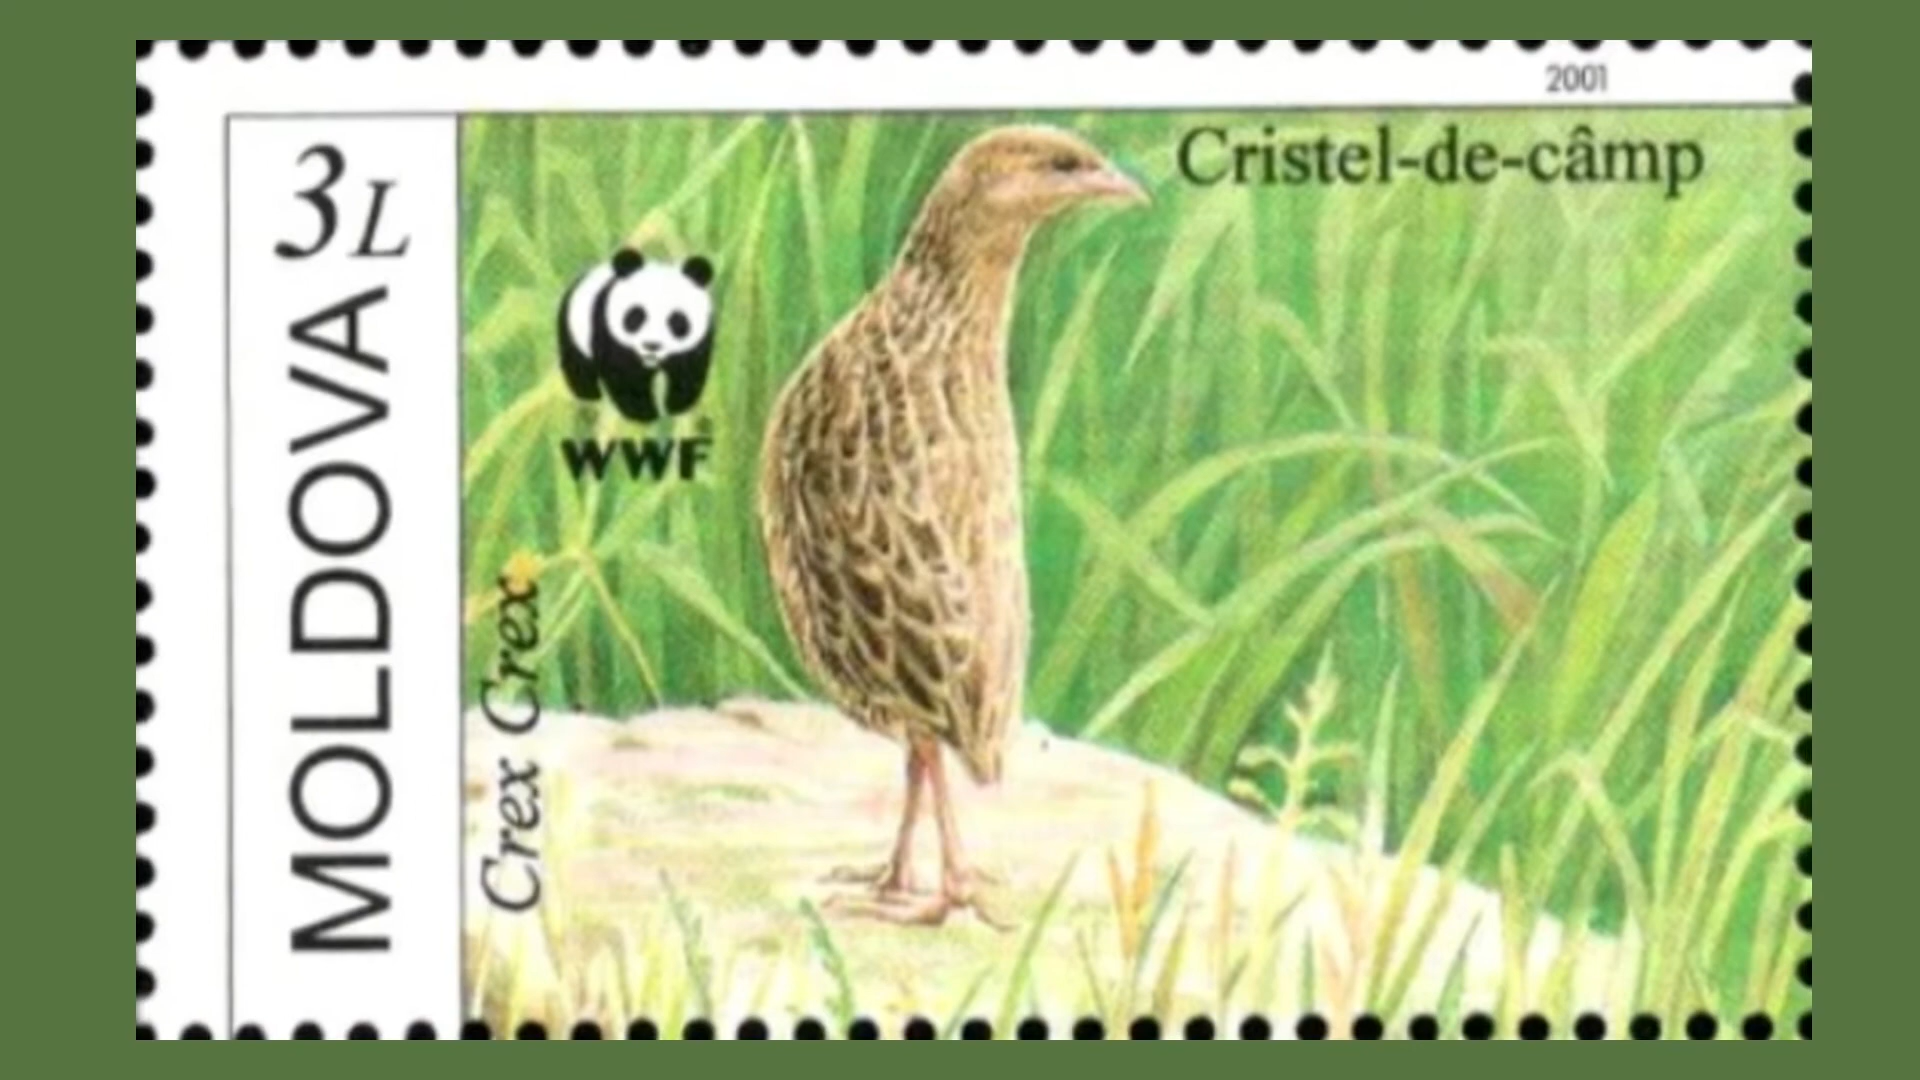 2001
3L
Cristel-de-câmp
MOLDOVA
WWF
Crex Crex